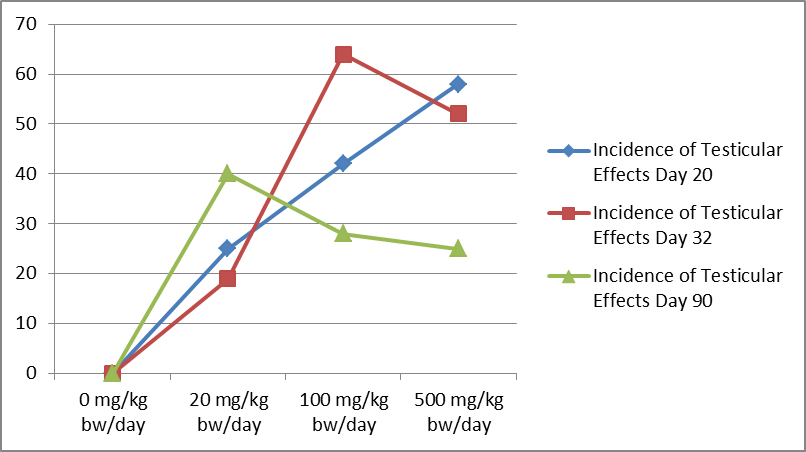 70
60
50
40
30
20
10
0
0 mg/kg
bw/day
20 mg/kg
bw/day
100 mg/kg
bw/day
500 mg/kg
bw/day
Incidence of Testicular
Effects Day 20
Incidence of Testicular
Effects Day 32
Incidence of Testicular
Effects Day 90